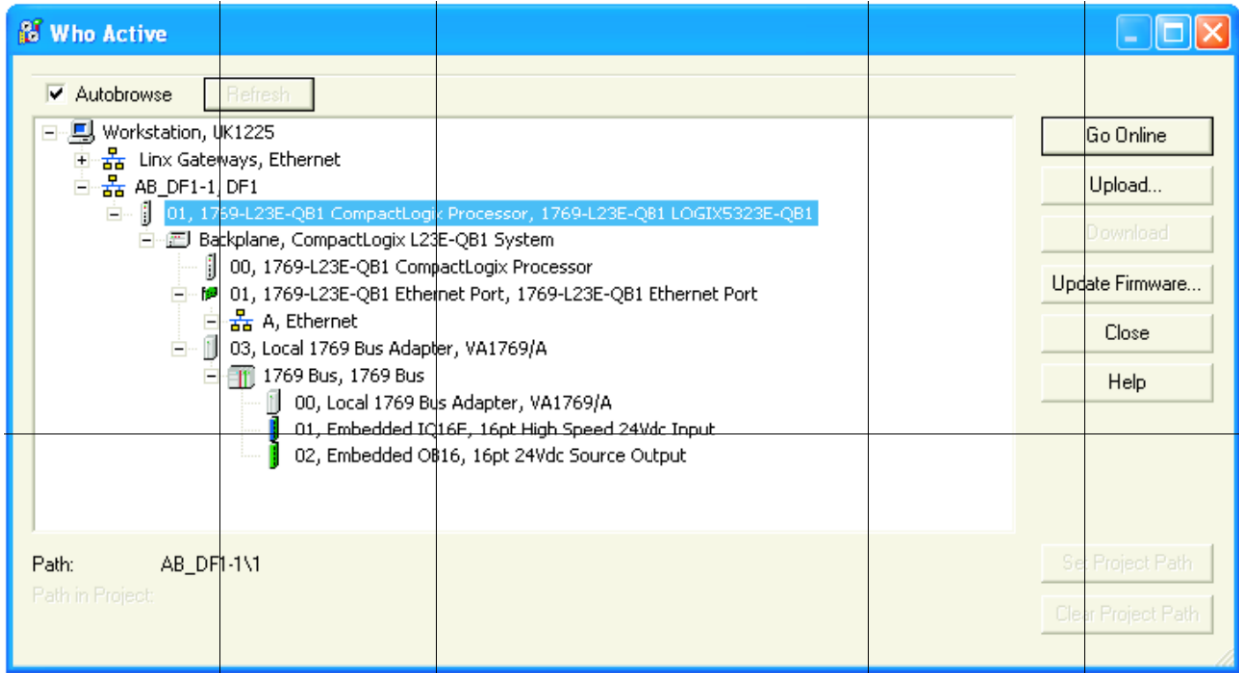 Who Active
Autobrowse
Refresh
Workstation, UK1225
Linx Gateways, Ethernet
AB_DF1-1, DF1
01, 1769-L23E-QB1 CompactLogix Processor, 1769-L23E-QB1 LOGIX5323E-QB1
Backplane, CompactLogix L23E-QB1 System
00, 1769-L23E-QB1 CompactLogix Processor
01, 1769-L23E-QB1 Ethernet Port, 1769-L23E-QB1 Ethernet Port
A, Ethernet
03, Local 1769 Bus Adapter, VA1769/A
1769 Bus, 1769 Bus
00, Local 1769 Bus Adapter, VA1769/A
01, Embedded IQ16F, 16pt High Speed 24Vdc Input
02, Embedded OB16, 16pt 24Vdc Source Output
Go Online
Upload...
Download
Update Firmware...
Close
Help
Path: AB_DF1-1\1
Path in Project:
Set Project Path
Clear Project Path